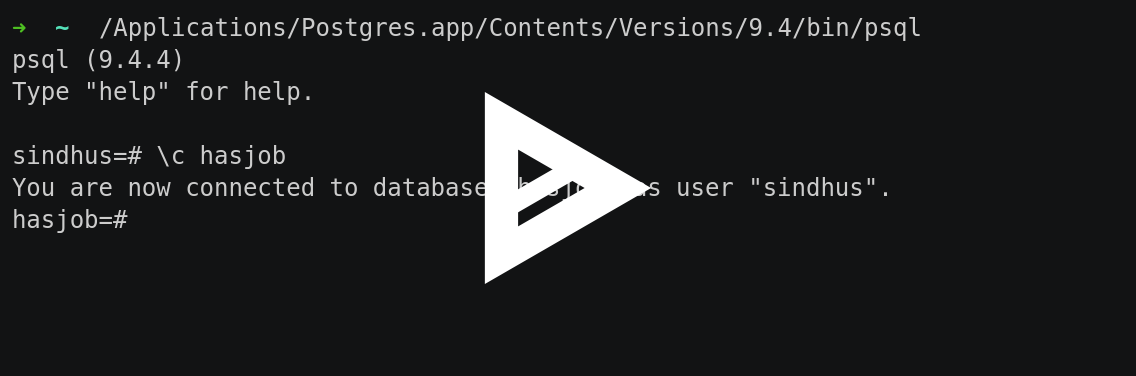 ➜ ~ /Applications/Postgres.app/Contents/Versions/9.4/bin/psql
psql (9.4.4)
Type "help" for help.
sindhus=# \c hasjob
You are now connected to database user "sindhus".
hasjob=#